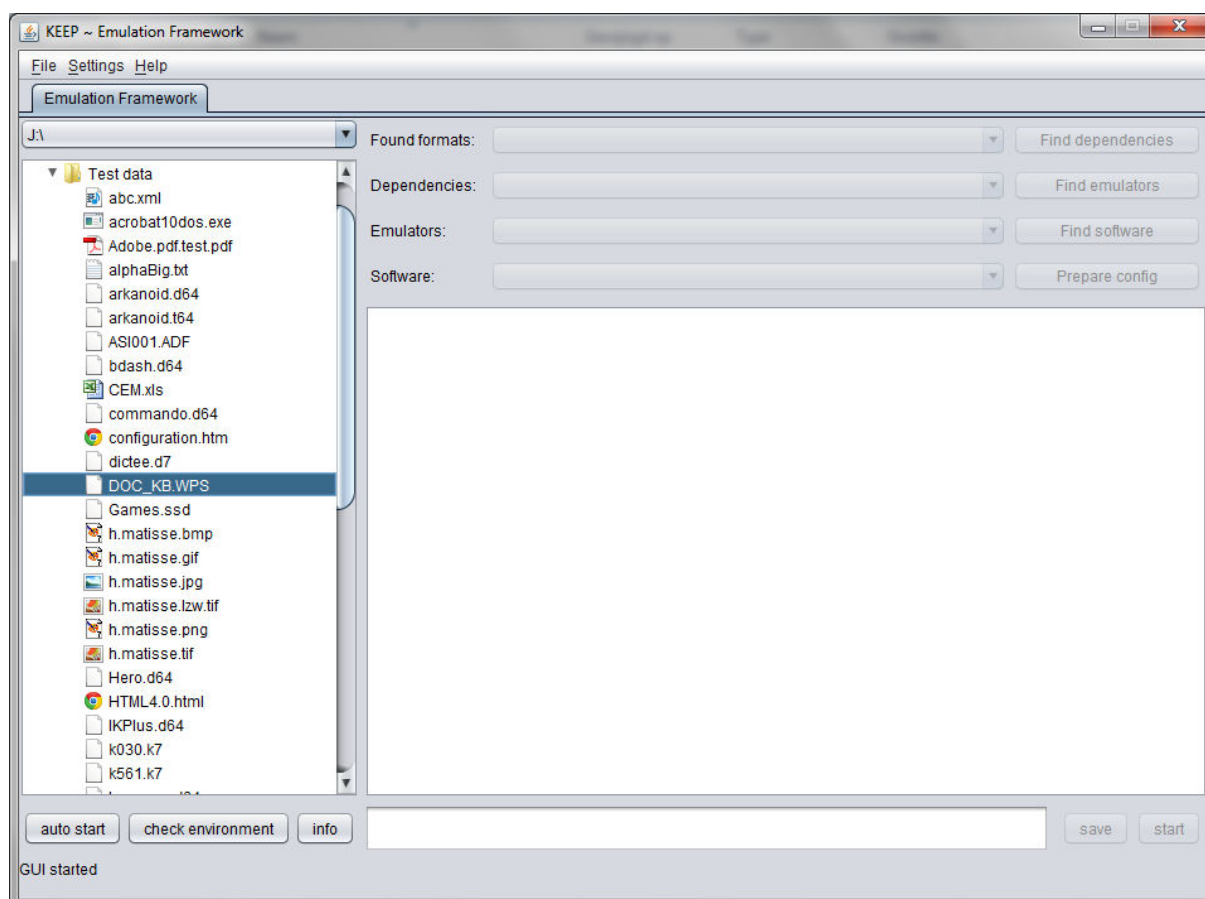 KEEP ~ Emulation Framework
File Settings Help
Emulation Framework
J:\
Test data
abc.xml
acrobat10dos.exe
Adobe.pdf.test.pdf
alphaBig.txt
arkanoid.d64
arkanoid.t64
ASI001.ADF
bdash.d64
CEM.xls
commando.d64
configuration.htm
dictee.d7
DOC_KB.WPS
Games.ssd
h.matisse.bmp
h.matisse.gif
h.matisse.jpg
h.matisse.lzw.tif
h.matisse.png
h.matisse.tif
Hero.d64
HTML4.0.html
IKPlus.d64
k030.k7
k561.k7
Found formats: Find dependencies
Dependencies: Find emulators
Emulators: Find software
Software: Prepare config
auto start check environment info save start
GUI started